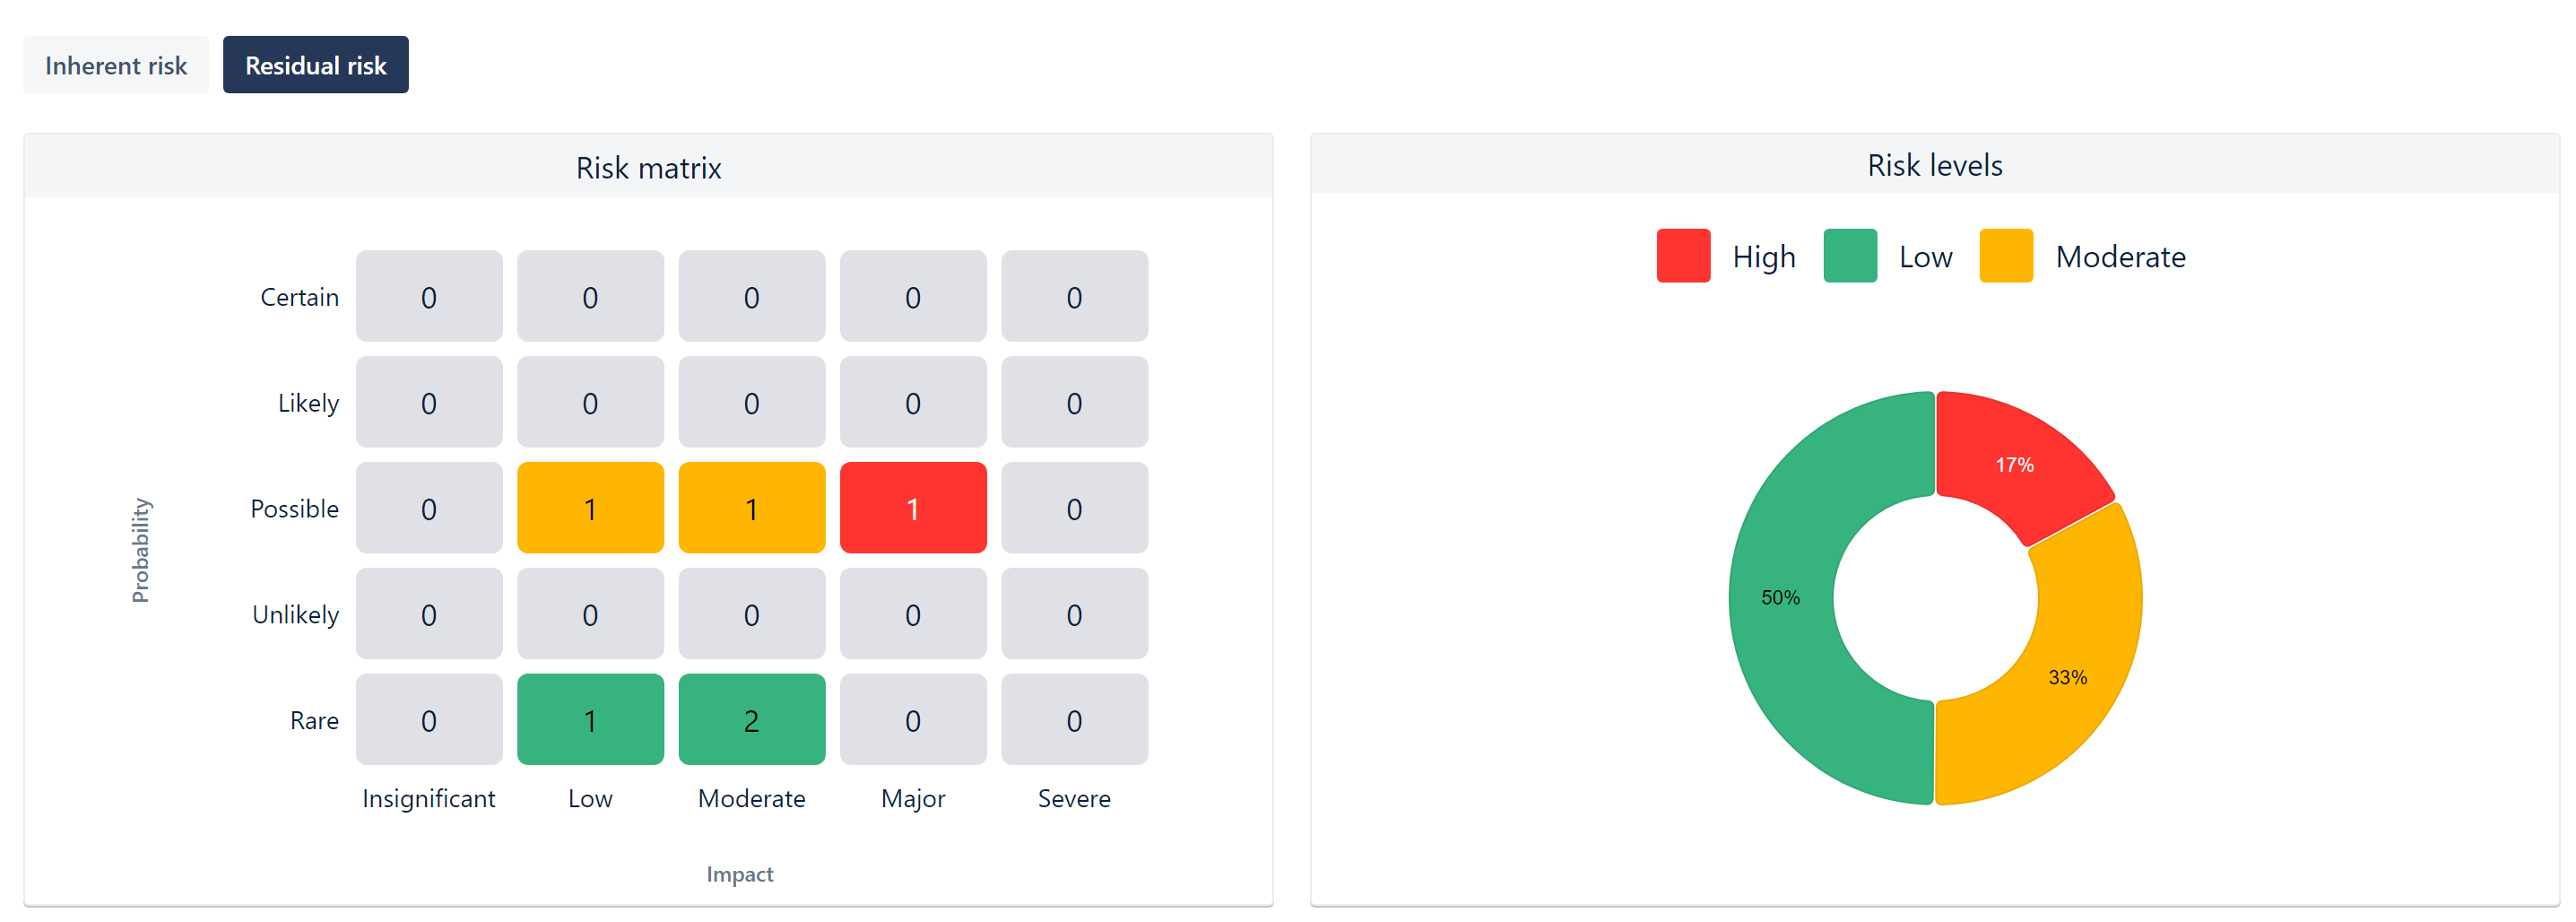 Inherent risk Residual risk
Risk matrix
Certain 0 0 0 0 0
Likely 0 0 0 0 0
Possible 0 1 1 1 0
Unlikely 0 0 0 0 0
Rare 0 1 2 0 0
Insignificant Low Moderate Major Severe
Probability
Impact
Risk levels
High Low Moderate
17%
50%
33%